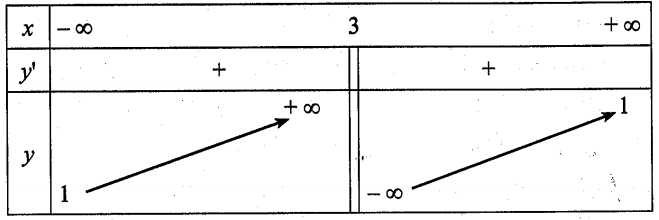 x −∞ 3 +∞
y' + +
+∞ 1
y
1 −∞